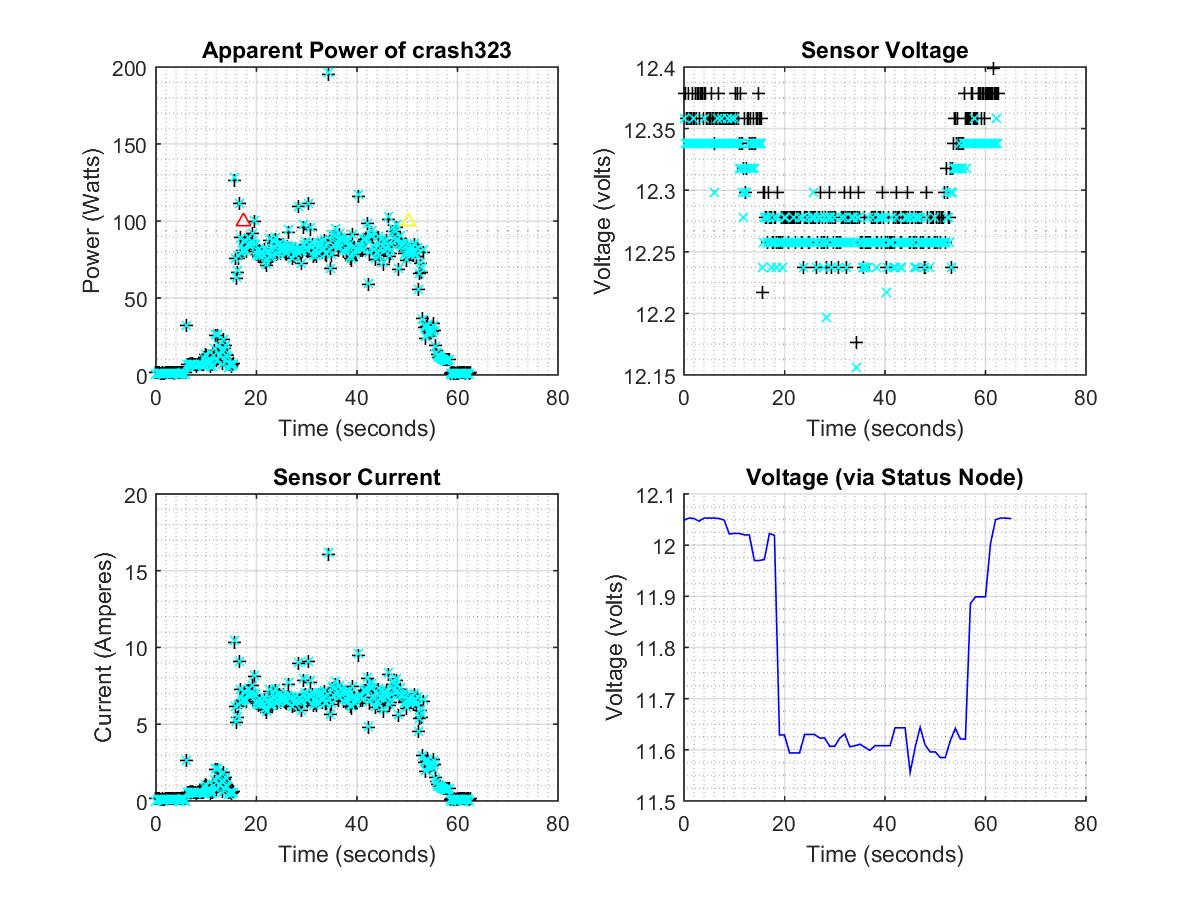 Apparent Power of crash323
200
150
100
50
0
0 20 40 60 80
Power (Watts)
Time (seconds)
Sensor Voltage
12.4
12.35
12.3
12.25
12.2
12.15
0 20 40 60 80
Voltage (volts)
Time (seconds)
Sensor Current
20
15
10
5
0
0 20 40 60 80
Current (Amperes)
Time (seconds)
Voltage (via Status Node)
12.1
12
11.9
11.8
11.7
11.6
11.5
0 20 40 60 80
Voltage (volts)
Time (seconds)